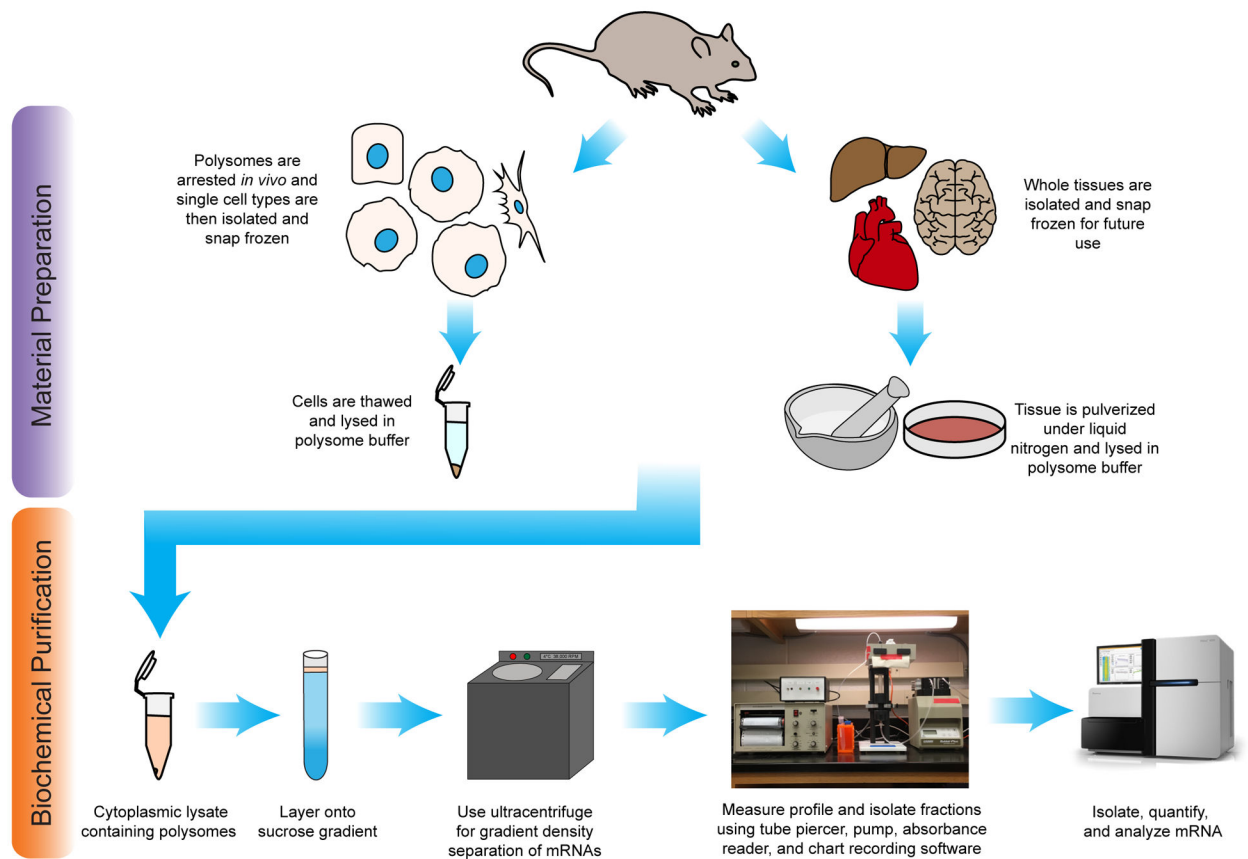 Material Preparation
Polysomes are
arrested in vivo and
single cell types are
then isolated and
snap frozen
Whole tissues are
isolated and snap
frozen for future
use
Cells are thawed
and lysed in
polysome buffer
Tissue is pulverized
under liquid
nitrogen and lysed in
polysome buffer
Biochemical Purification
Cytoplasmic lysate
containing polysomes
Layer onto
sucrose gradient
Use ultracentrifuge
for gradient density
separation of mRNAs
Measure profile and isolate fractions
using tube piercer, pump, absorbance
reader, and chart recording software
Isolate, quantify,
and analyze mRNA